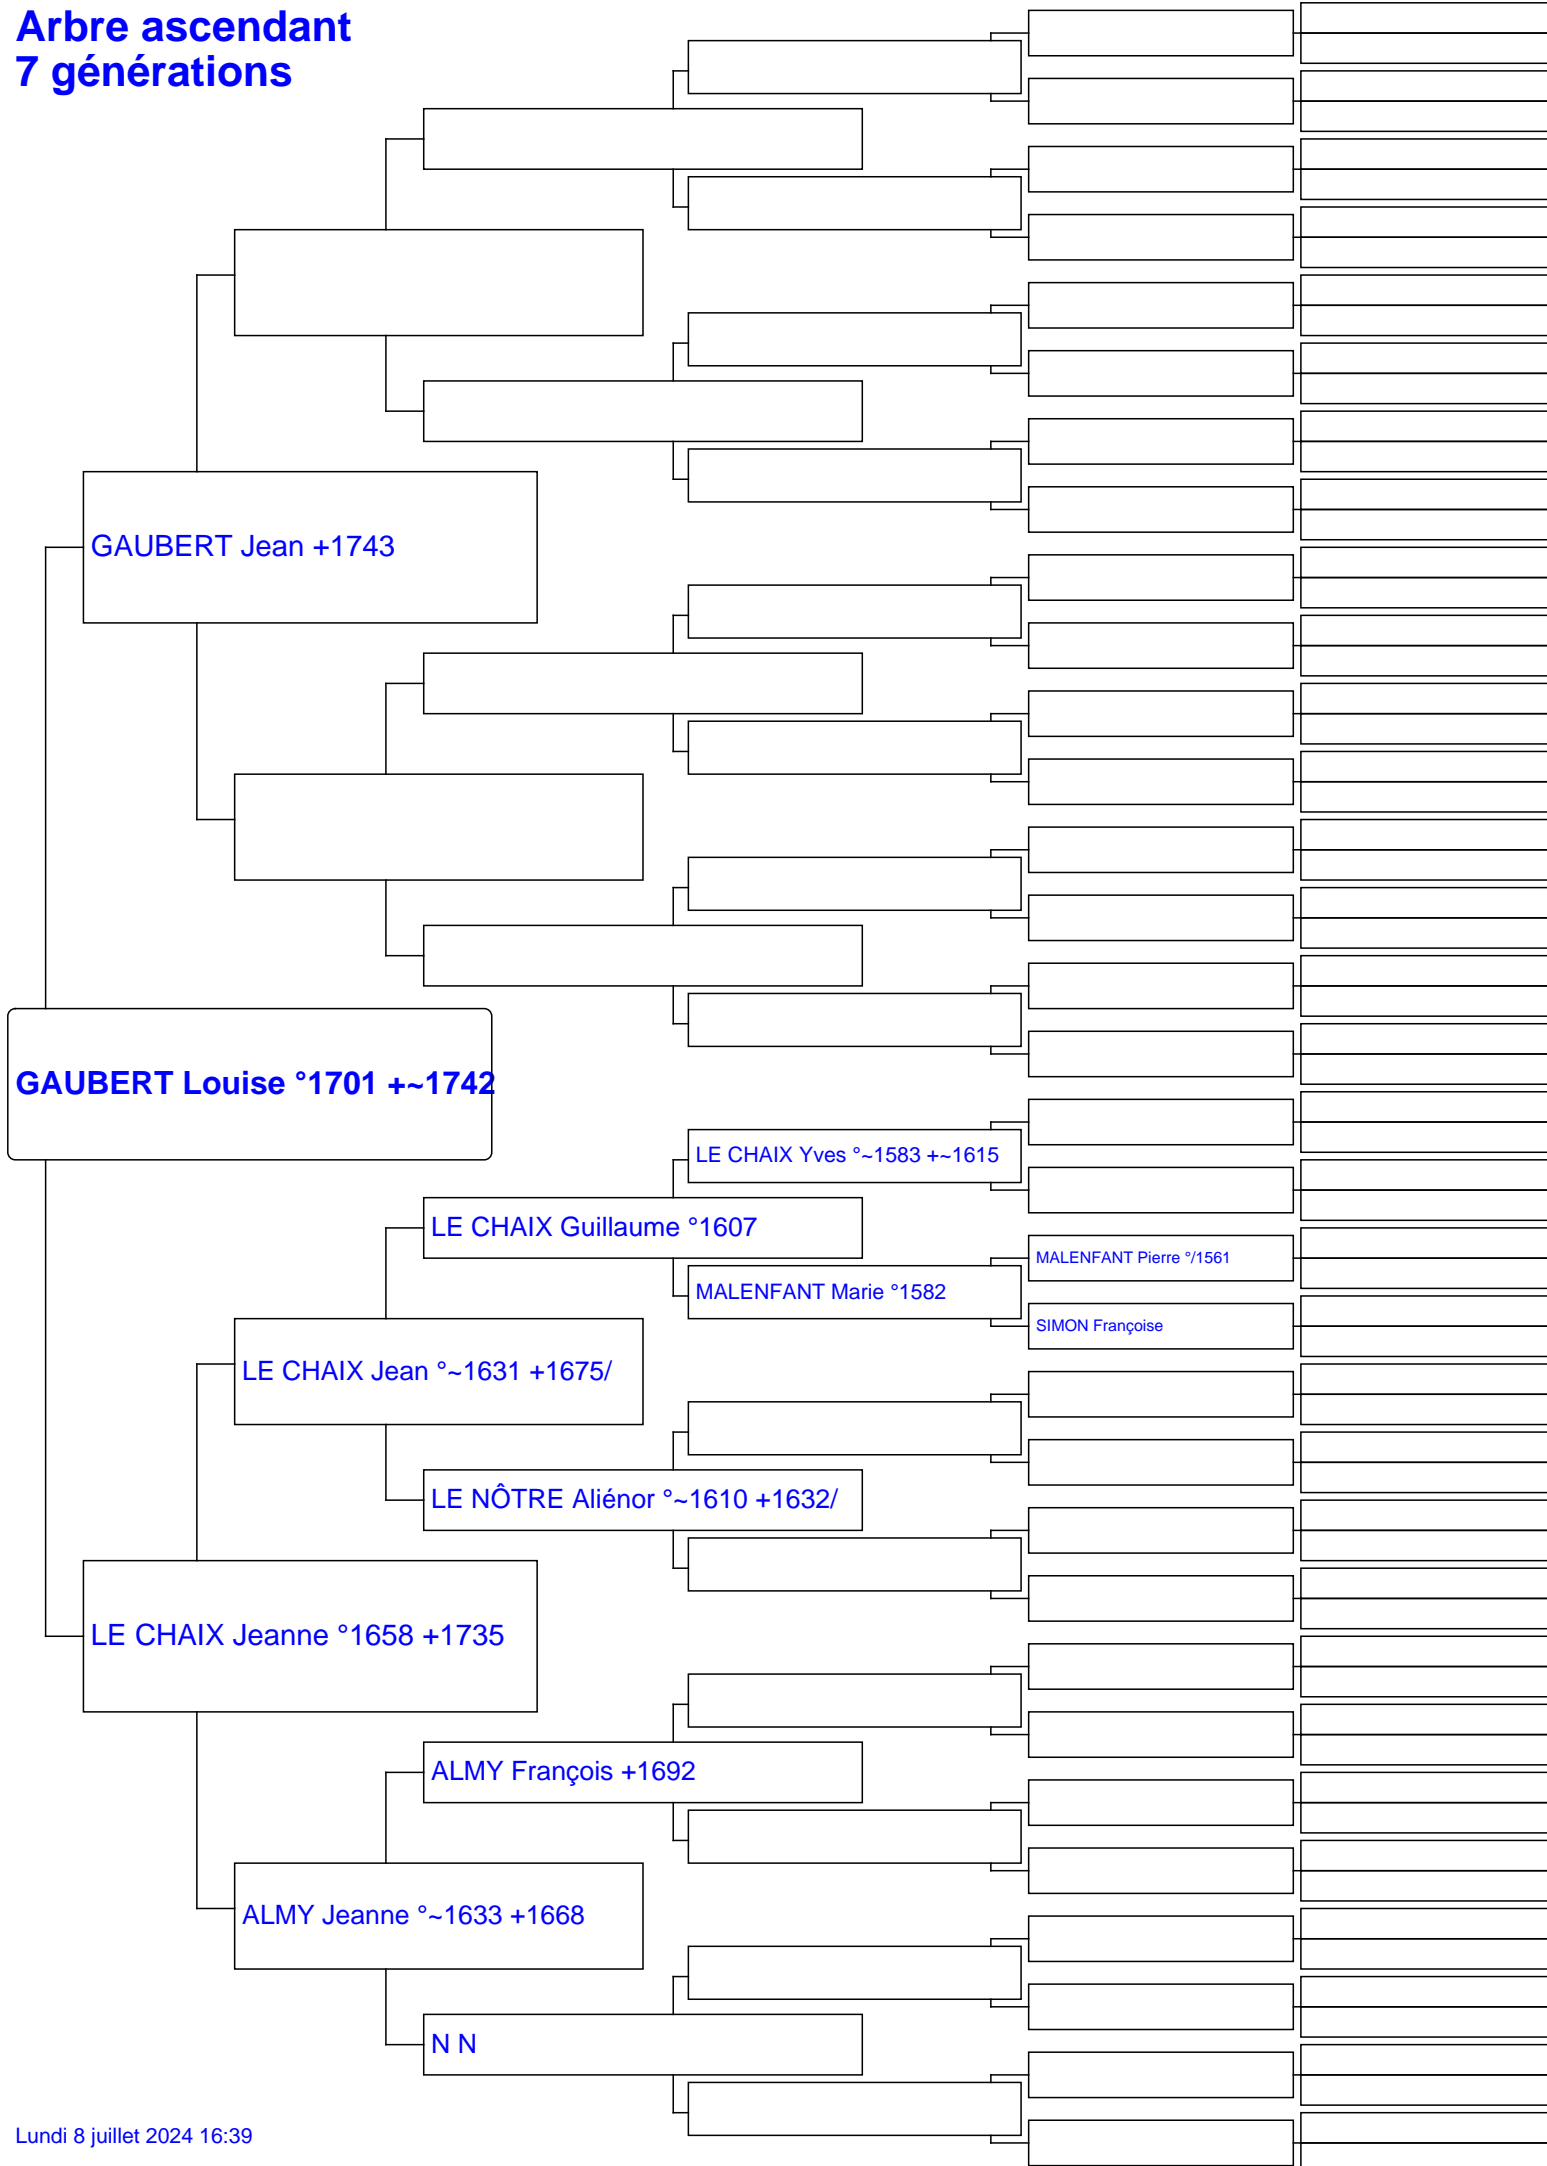 Arbre ascendant
7 générations
GAUBERT Jean +1743
GAUBERT Louise °1701 +~1742
LE CHAIX Yves °~1583 +~1615
LE CHAIX Guillaume °1607
MALENFANT Pierre °/1561
MALENFANT Marie °1582
SIMON Françoise
LE CHAIX Jean °~1631 +1675/
LE NÔTRE Aliénor °~1610 +1632/
LE CHAIX Jeanne °1658 +1735
ALMY François +1692
ALMY Jeanne °~1633 +1668
N N
Lundi 8 juillet 2024 16:39